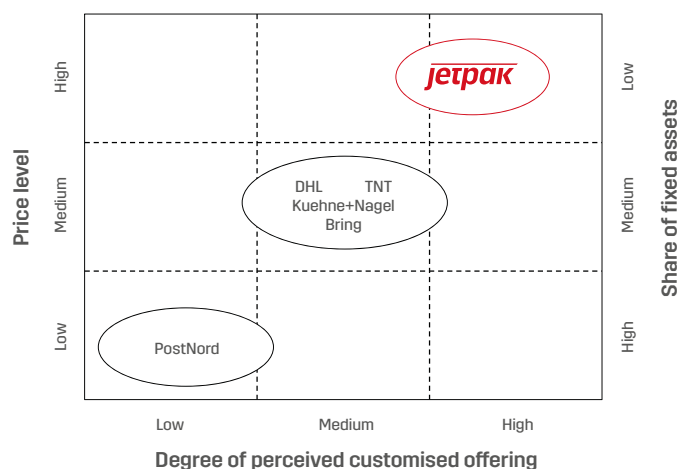 Price level
High
Medium
Low
jetpak
DHL TNT
Kuehne+Nagel
Bring
PostNord
Low
Medium
High
Share of fixed assets
Low Medium High
Degree of perceived customised offering